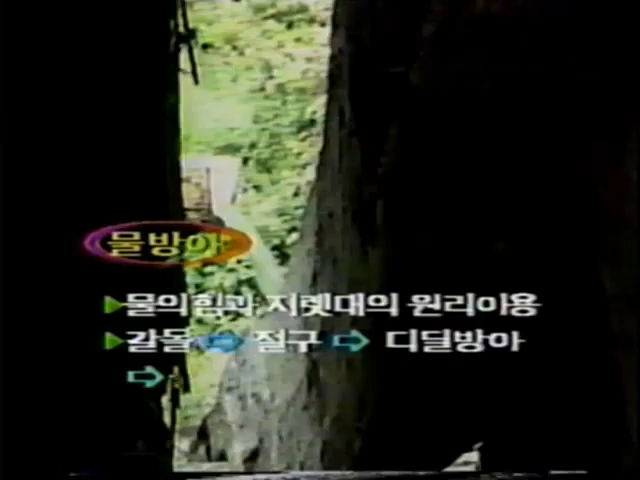 물방아
▶물의힘과 지렛대의 원리이용
▶갈돌 ⇨ 절구 ⇨ 디딜방아
⇨